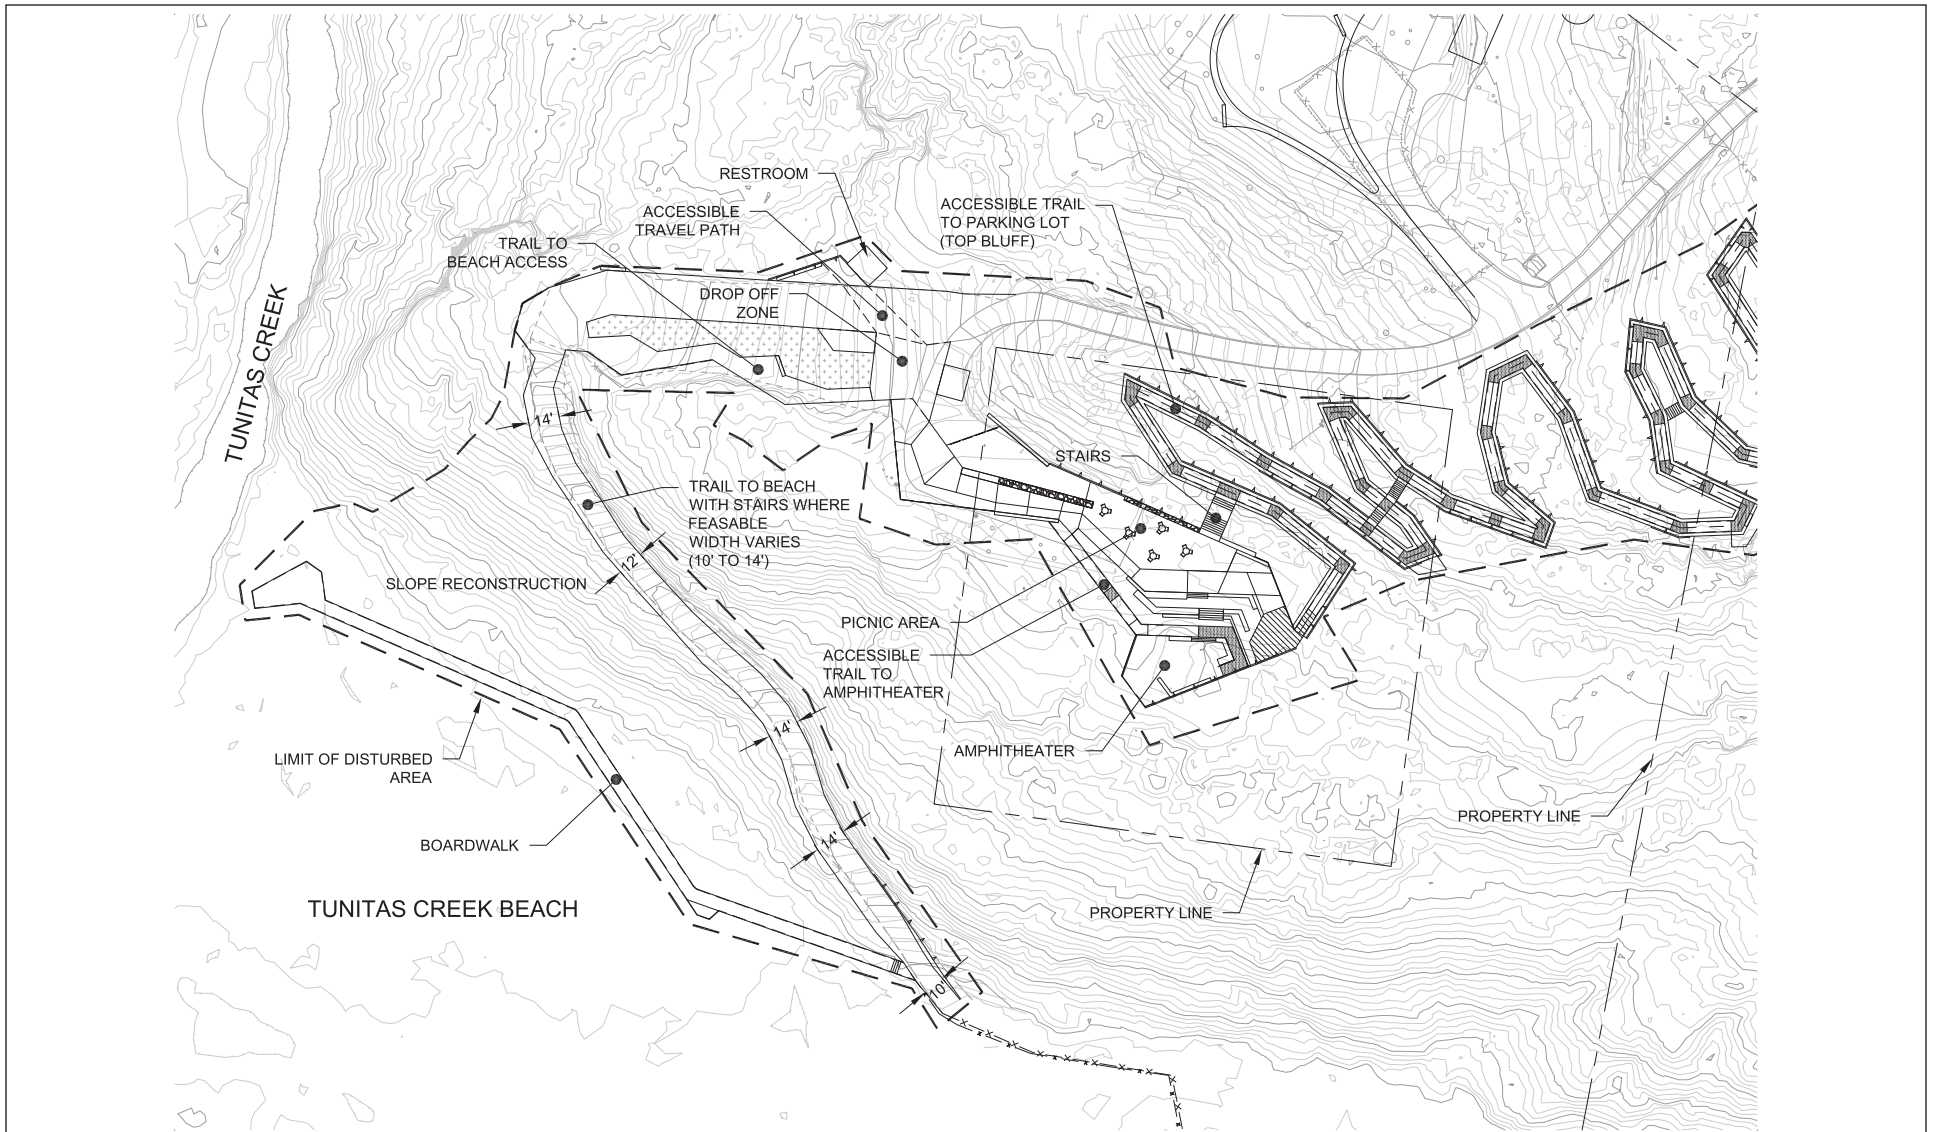 RESTROOM
ACCESSIBLE
TRAVEL PATH
TRAIL TO
BEACH ACCESS
DROP OFF
ZONE
ACCESSIBLE TRAIL
TO PARKING LOT
(TOP BLUFF)
TUNITAS CREEK
14'
STAIRS
TRAIL TO BEACH
WITH STAIRS WHERE
FEASABLE
WIDTH VARIES
(10' TO 14')
12'
SLOPE RECONSTRUCTION
PICNIC AREA
ACCESSIBLE
TRAIL TO
AMPHITHEATER
14'
AMPHITHEATER
LIMIT OF DISTURBED
AREA
PROPERTY LINE
BOARDWALK
14'
TUNITAS CREEK BEACH
PROPERTY LINE
10'